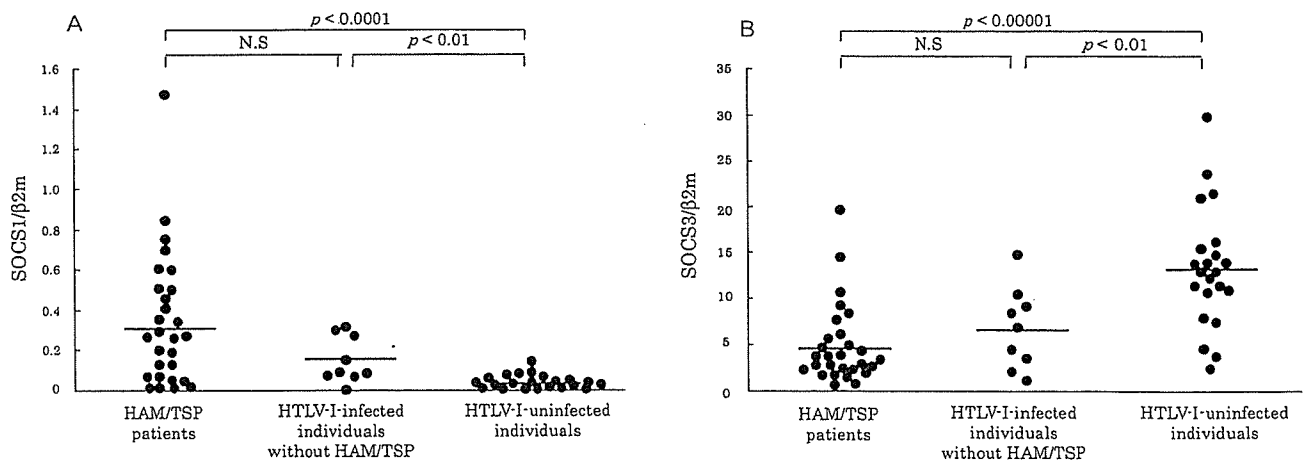 A
p < 0.0001
N.S
p < 0.01
SOCS1/β2m
1.6
1.4
1.2
1.0
0.8
0.6
0.4
0.2
0
HAM/TSP
patients
HTLV-I-infected
individuals
without HAM/TSP
HTLV-I-uninfected
individuals
B
p < 0.00001
N.S
p < 0.01
SOCS3/β2m
35
30
25
20
15
10
5
0
HAM/TSP
patients
HTLV-I-infected
individuals
without HAM/TSP
HTLV-I-uninfected
individuals